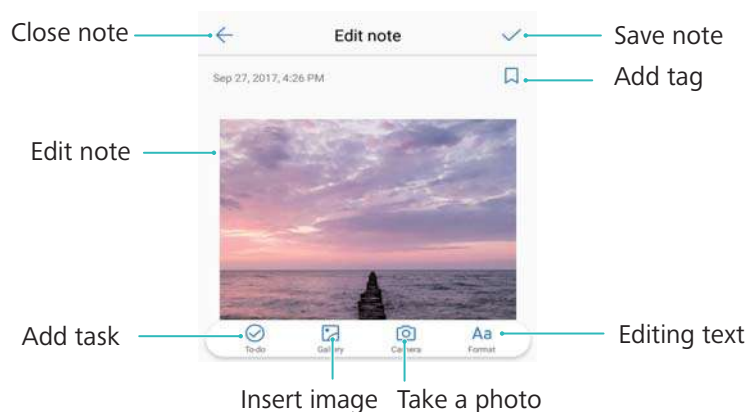 Close note
Edit note
Save note
Sep 27, 2017, 4:26 PM
Add tag
Edit note
Add task
To-do
Gallery
Camera
Aa
Format
Editing text
Insert image
Take a photo